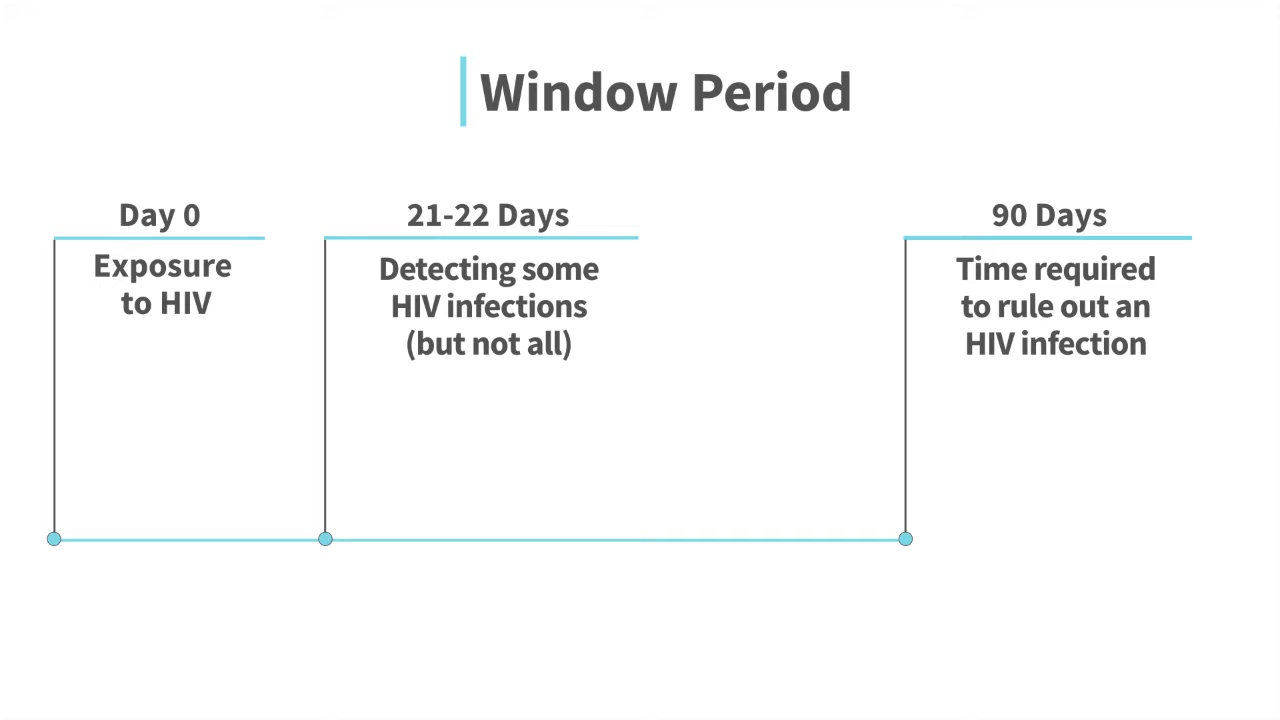 Window Period
Day 0
Exposure
to HIV
21-22 Days
Detecting some
HIV infections
(but not all)
90 Days
Time required
to rule out an
HIV infection